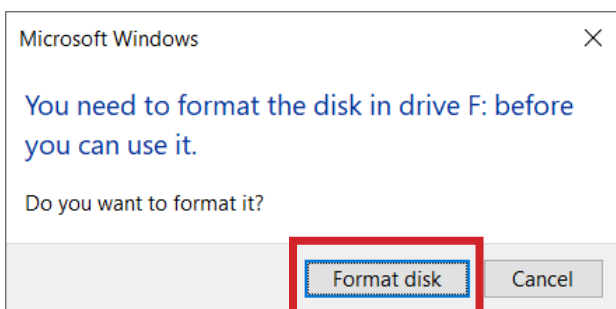 Microsoft Windows
You need to format the disk in drive F: before
you can use it.
Do you want to format it?
Format disk
Cancel